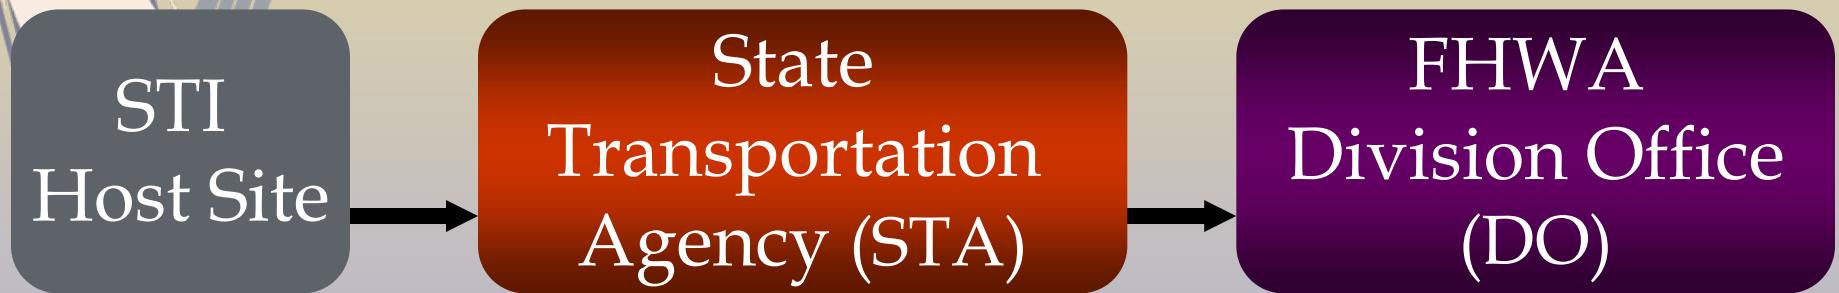 STI
Host Site
State
Transportation
Agency (STA)
FHWA
Division Office
(DO)